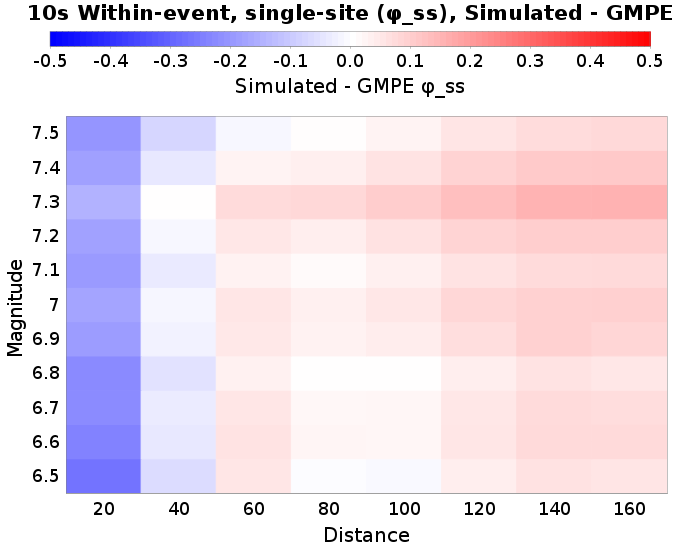 10s Within-event, single-site (φ_ss), Simulated - GMPE
-0.5 -0.4 -0.3 -0.2 -0.1 0.0 0.1 0.2 0.3 0.4 0.5
Simulated - GMPE φ_ss
7.5
7.4
7.3
7.2
7.1
7
6.9
6.8
6.7
6.6
6.5
Magnitude
20 40 60 80 100 120 140 160
Distance